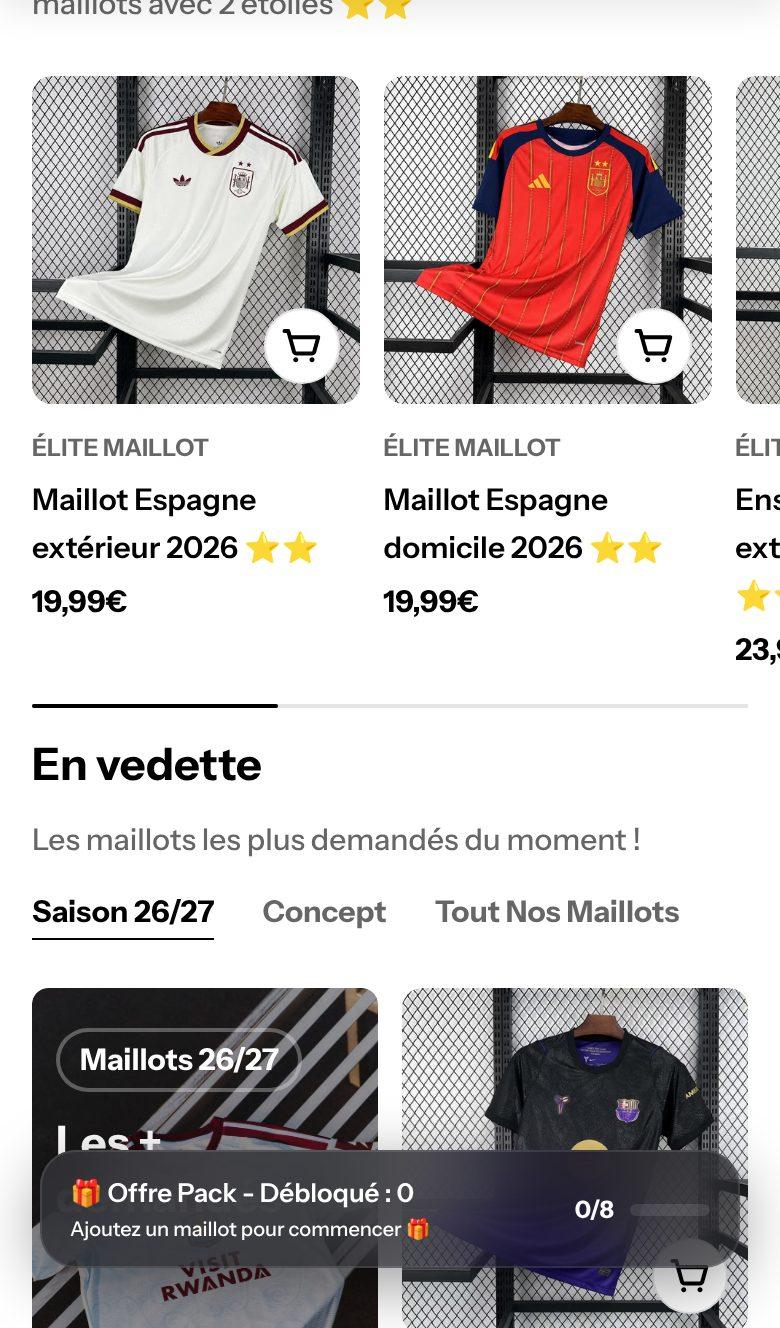 maillots avec 2 étoiles ⭐⭐
ÉLITE MAILLOT
Maillot Espagne
extérieur 2026 ⭐⭐
19,99€
ÉLITE MAILLOT
Maillot Espagne
domicile 2026 ⭐⭐
19,99€
En vedette
Les maillots les plus demandés du moment !
Saison 26/27
Concept
Tout Nos Maillots
Maillots 26/27
Les +
🎁 Offre Pack - Débloqué : 0
Ajoutez un maillot pour commencer 🎁
0/8
VISIT
RWANDA